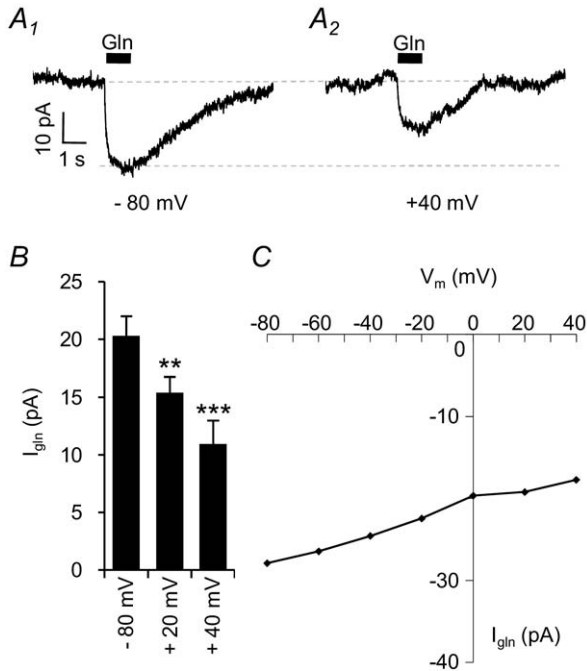 A1
A2
Gln
Gln
10 pA
1 s
- 80 mV
+40 mV
B
C
25
20
15
10
5
0
Igln (pA)
**
***
- 80 mV
+ 20 mV
+ 40 mV
Vm (mV)
-80 -60 -40 -20 0 20 40
0
-10
-30
-40
Igln (pA)